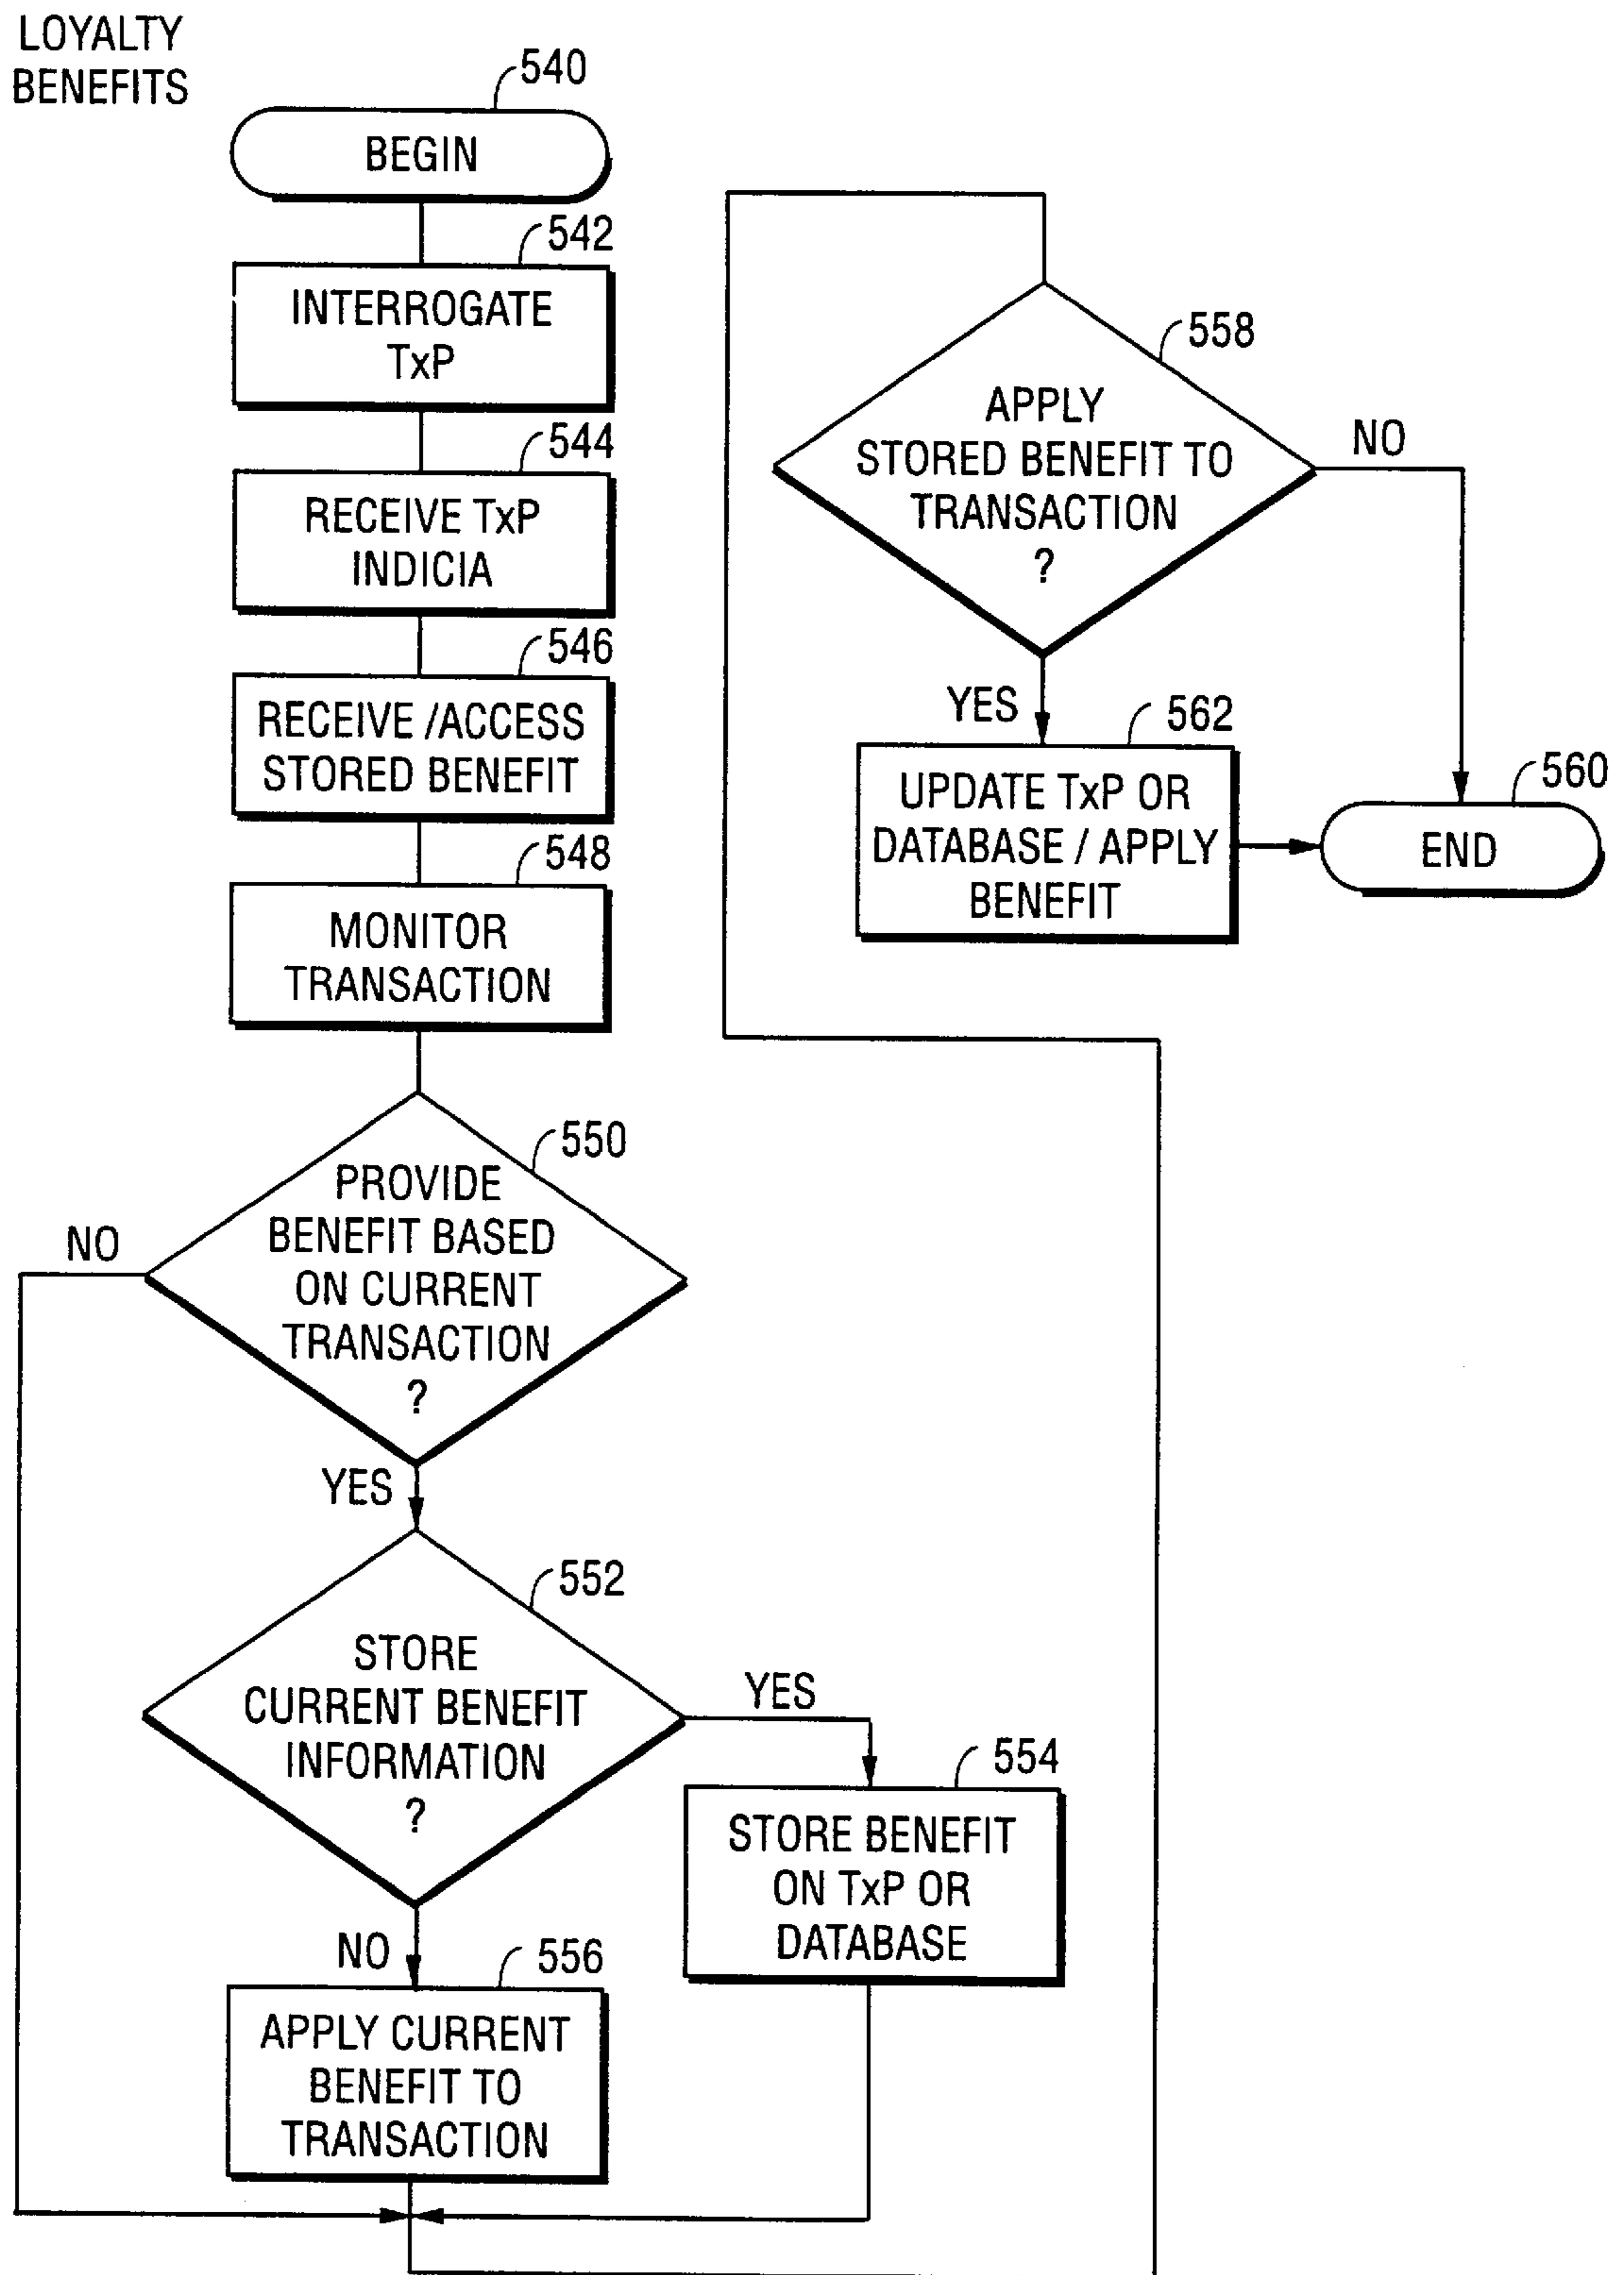 LOYALTY
BENEFITS
540
BEGIN
542
INTERROGATE
TxP
544
RECEIVE TxP
INDICIA
546
RECEIVE /ACCESS
STORED BENEFIT
548
MONITOR
TRANSACTION
550
PROVIDE
BENEFIT BASED
ON CURRENT
TRANSACTION
?
NO
YES
552
STORE
CURRENT BENEFIT
INFORMATION
?
YES
554
STORE BENEFIT
ON TxP OR
DATABASE
NO
556
APPLY CURRENT
BENEFIT TO
TRANSACTION
558
APPLY
STORED BENEFIT TO
TRANSACTION
?
NO
YES
562
UPDATE TxP OR
DATABASE / APPLY
BENEFIT
560
END